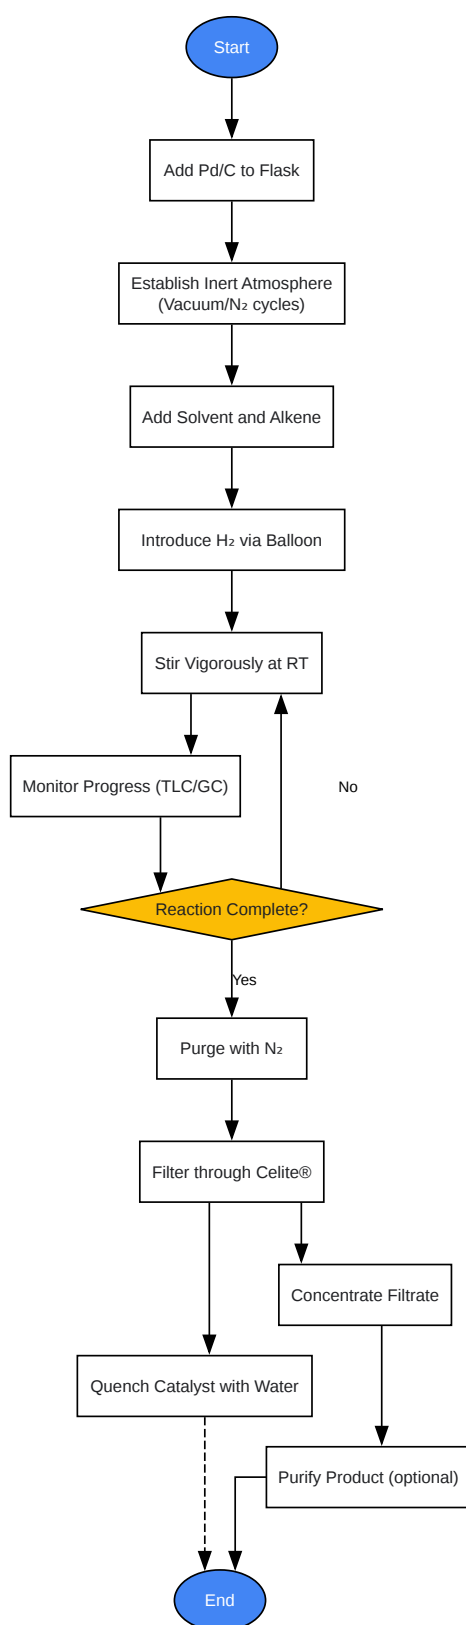 Start
Add Pd/C to Flask
Establish Inert Atmosphere
(Vacuum/N₂ cycles)
Add Solvent and Alkene
Introduce H₂ via Balloon
Stir Vigorously at RT
Monitor Progress (TLC/GC)
No
Reaction Complete?
Yes
Purge with N₂
Filter through Celite®
Concentrate Filtrate
Quench Catalyst with Water
Purify Product (optional)
End